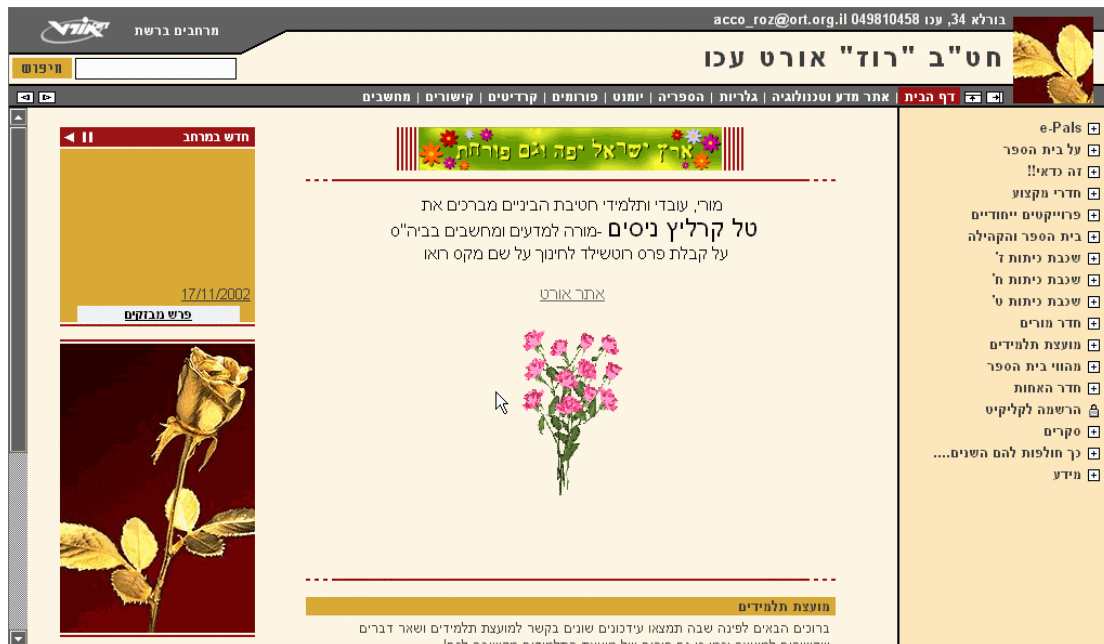 בורלא 34, עכו 049810458 acco_roz@ort.org.il
מרחבים ברשת
אורט
חט"ב "רוז" אורט עכו
חיפוש
דף הבית | אתר מדע וטכנולוגיה | גלריות | הספריה | יומנט | פורומים | קרדיטים | קישורים | מחשבים
e-Pals
על בית הספר
זה כדאי!!
חדרי מקצוע
פרוייקטים ייחודיים
בית הספר והקהילה
שכבת כיתות ז'
שכבת כיתות ח'
שכבת כיתות ט'
חדר מורים
מועצת תלמידים
מהווי בית הספר
חדר האחות
הרשמה לקליקיט
סקרים
כך חולפות להם השנים....
מידע
ארץ ישראל יפה וגם פורחת
מורי, עובדי ותלמידי חטיבת הביניים מברכים את
טל קרליץ ניסים -מורה למדעים ומחשבים בביה"ס
על קבלת פרס רוטשילד לחינוך על שם מקס רואו
אתר אורט
מועצת תלמידים
ברוכים הבאים לפינה שבה תמצאו עידכונים שונים בקשר למועצת תלמידים ושאר דברים
חדש במרחב
17/11/2002
פרש מבזקים